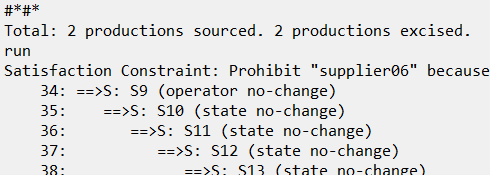 #*#*
Total: 2 productions sourced. 2 productions excised.
run
Satisfaction Constraint: Prohibit "supplier06" because
34: ==>S: S9 (operator no-change)
35: ==>S: S10 (state no-change)
36: ==>S: S11 (state no-change)
37: ==>S: S12 (state no-change)
38: ==>S: S13 (state no-change)